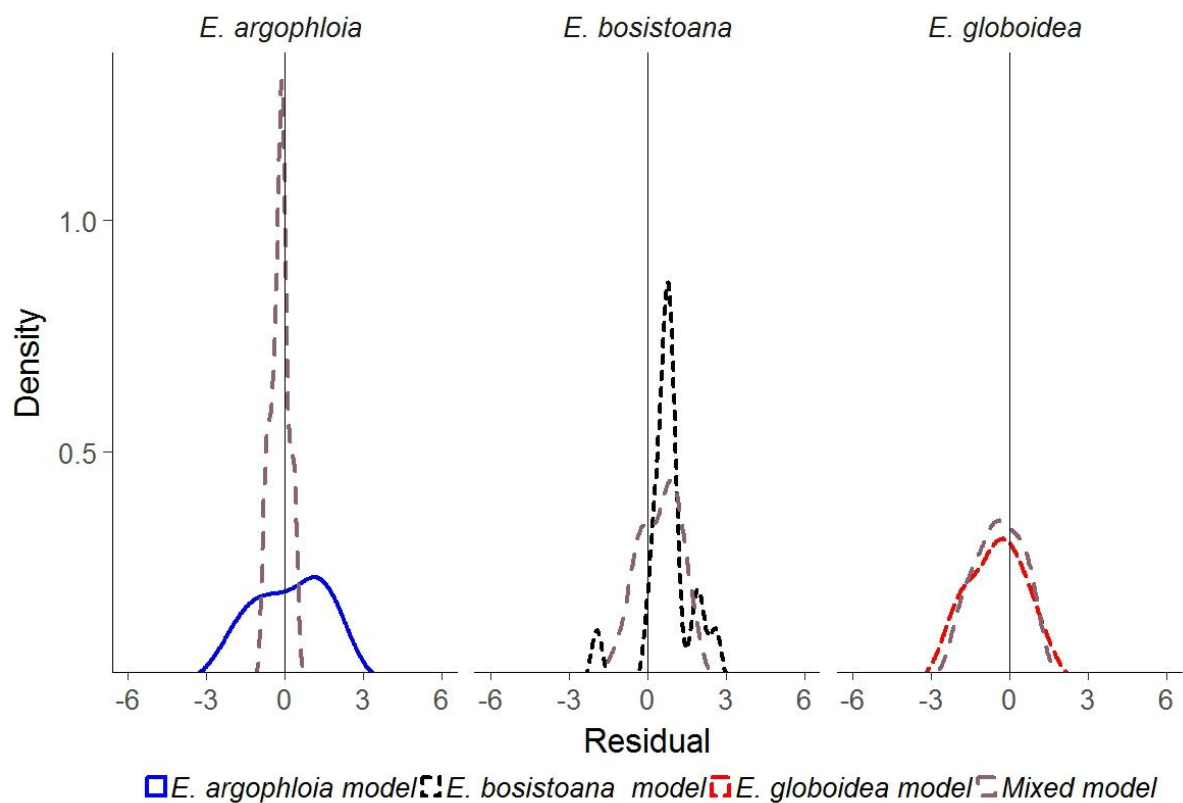 E. argophloia E. bosistoana E. globoidea
Density
1.0
0.5
-6 -3 0 3 6 -6 -3 0 3 6 -6 -3 0 3 6
Residual
E. argophloia model E. bosistoana model E. globoidea model Mixed model